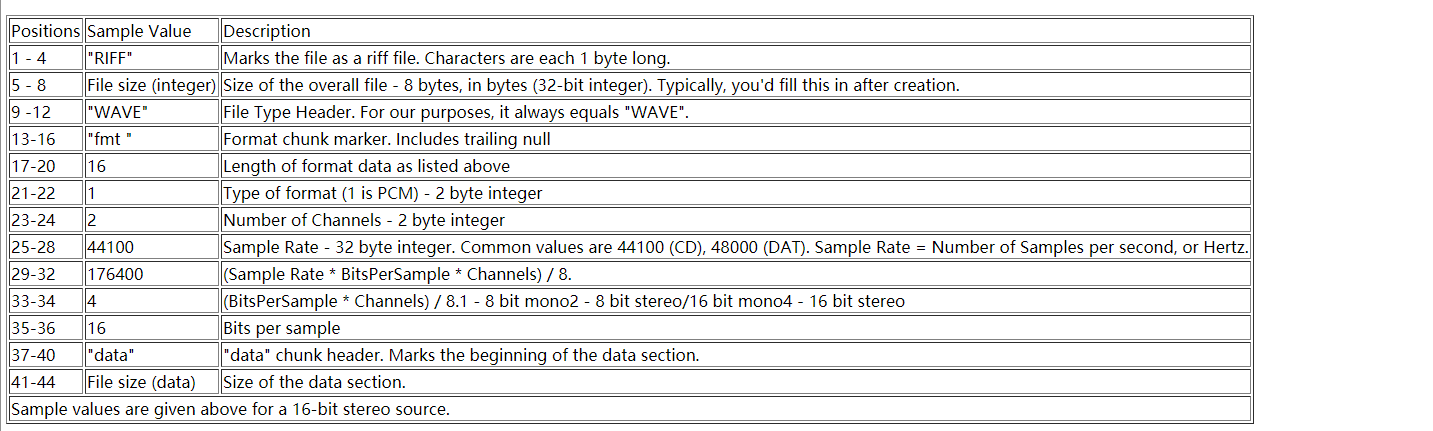 Positions Sample Value Description
1 - 4 "RIFF" Marks the file as a riff file. Characters are each 1 byte long.
5 - 8 File size (integer) Size of the overall file - 8 bytes, in bytes (32-bit integer). Typically, you'd fill this in after creation.
9 -12 "WAVE" File Type Header. For our purposes, it always equals "WAVE".
13-16 "fmt " Format chunk marker. Includes trailing null
17-20 16 Length of format data as listed above
21-22 1 Type of format (1 is PCM) - 2 byte integer
23-24 2 Number of Channels - 2 byte integer
25-28 44100 Sample Rate - 32 byte integer. Common values are 44100 (CD), 48000 (DAT). Sample Rate = Number of Samples per second, or Hertz.
29-32 176400 (Sample Rate * BitsPerSample * Channels) / 8.
33-34 4 (BitsPerSample * Channels) / 8.1 - 8 bit mono2 - 8 bit stereo/16 bit mono4 - 16 bit stereo
35-36 16 Bits per sample
37-40 "data" "data" chunk header. Marks the beginning of the data section.
41-44 File size (data) Size of the data section.
Sample values are given above for a 16-bit stereo source.